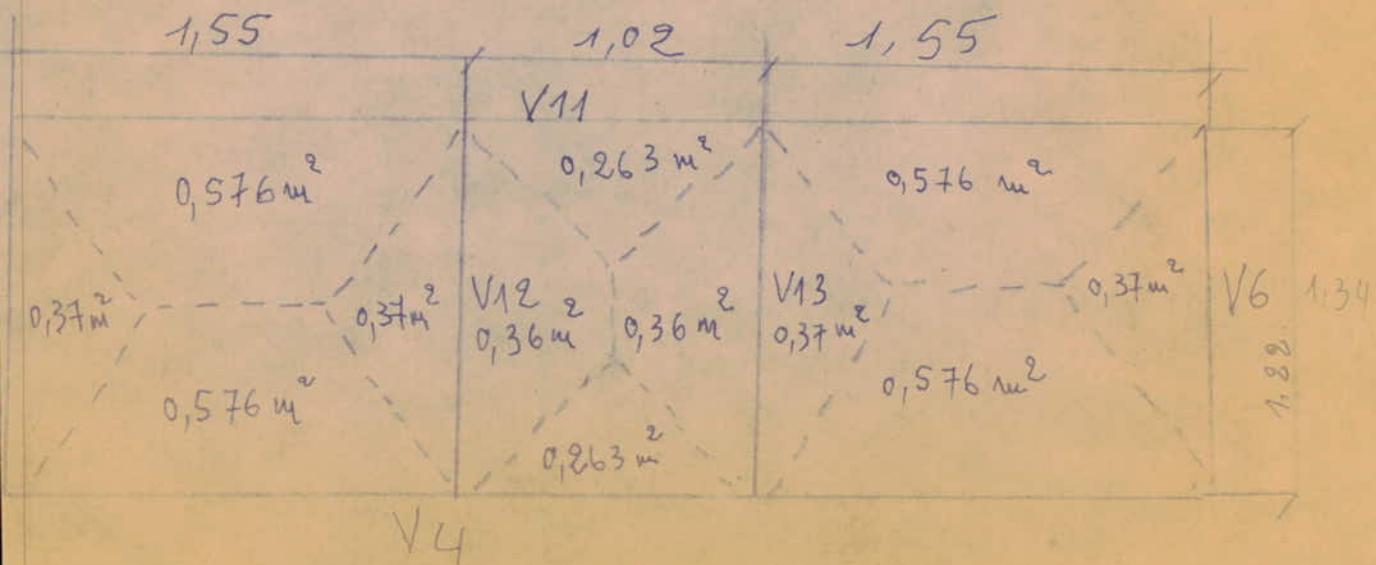 1,55 1,02 1,55
V11
0,576 m² 0,263 m² 0,576 m²
0,37 m² 0,37 m² V12 V13 0,37 m² V6 1,34
0,36 m² 0,36 m² 0,37 m²
1,22
0,576 m² 0,576 m²
0,263 m²
V4